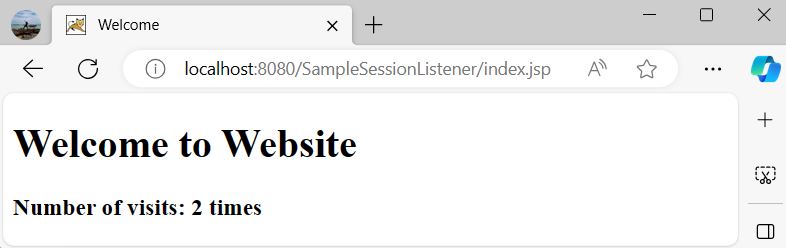 Welcome
localhost:8080/SampleSessionListener/index.jsp
Welcome to Website
Number of visits: 2 times